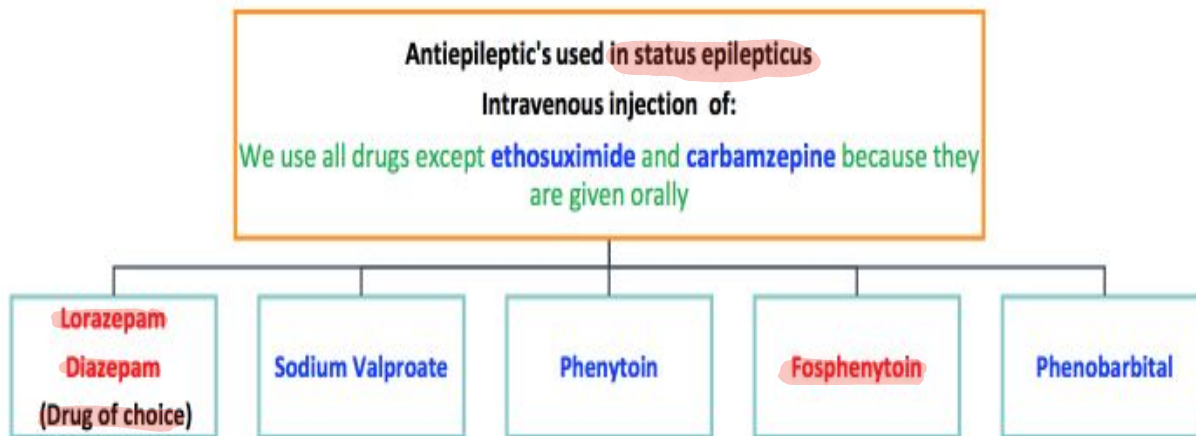 Antiepileptic's used in status epilepticus
Intravenous injection of:
We use all drugs except ethosuximide and carbamzepine because they
are given orally
Lorazepam
Diazepam
(Drug of choice)
Sodium Valproate
Phenytoin
Fosphenytoin
Phenobarbital